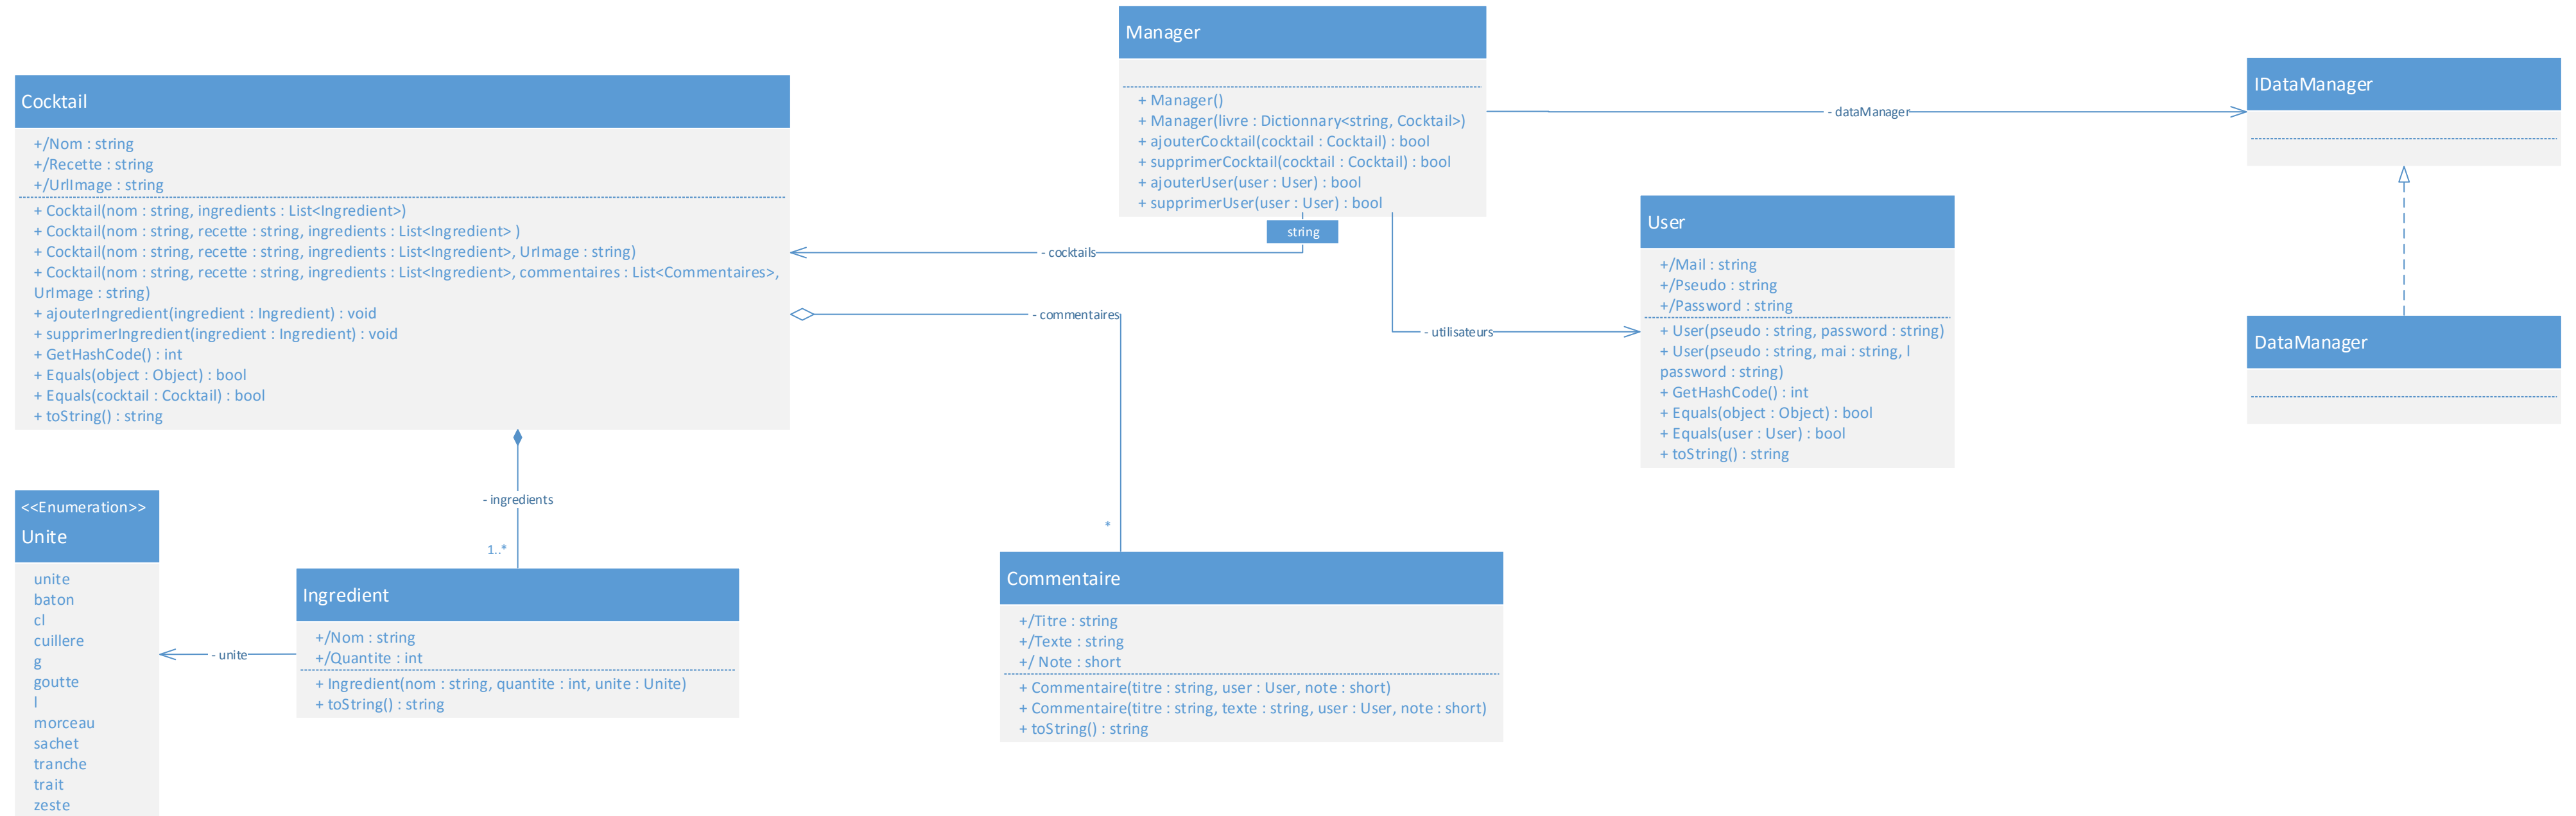 Manager
+ Manager()
+ Manager(livre : Dictionnary<string, Cocktail>)
+ ajouterCocktail(cocktail : Cocktail) : bool
+ supprimerCocktail(cocktail : Cocktail) : bool
+ ajouterUser(user : User) : bool
+ supprimerUser(user : User) : bool
string
- dataManager
IDataManager
DataManager
Cocktail
+/Nom : string
+/Recette : string
+/UrlImage : string
+ Cocktail(nom : string, ingredients : List<Ingredient>)
+ Cocktail(nom : string, recette : string, ingredients : List<Ingredient> )
+ Cocktail(nom : string, recette : string, ingredients : List<Ingredient>, UrImage : string)
+ Cocktail(nom : string, recette : string, ingredients : List<Ingredient>, commentaires : List<Commentaires>,
UrImage : string)
+ ajouterIngredient(ingredient : Ingredient) : void
+ supprimerIngredient(ingredient : Ingredient) : void
+ GetHashCode() : int
+ Equals(object : Object) : bool
+ Equals(cocktail : Cocktail) : bool
+ toString() : string
- cocktails
- commentaires
*
- utilisateurs
User
+/Mail : string
+/Pseudo : string
+/Password : string
+ User(pseudo : string, password : string)
+ User(pseudo : string, mai : string, l
password : string)
+ GetHashCode() : int
+ Equals(object : Object) : bool
+ Equals(user : User) : bool
+ toString() : string
- ingredients
1..*
<<Enumeration>>
Unite
unite
baton
cl
cuillere
g
goutte
l
morceau
sachet
tranche
trait
zeste
- unite
Ingredient
+/Nom : string
+/Quantite : int
+ Ingredient(nom : string, quantite : int, unite : Unite)
+ toString() : string
Commentaire
+/Titre : string
+/Texte : string
+/ Note : short
+ Commentaire(titre : string, user : User, note : short)
+ Commentaire(titre : string, texte : string, user : User, note : short)
+ toString() : string